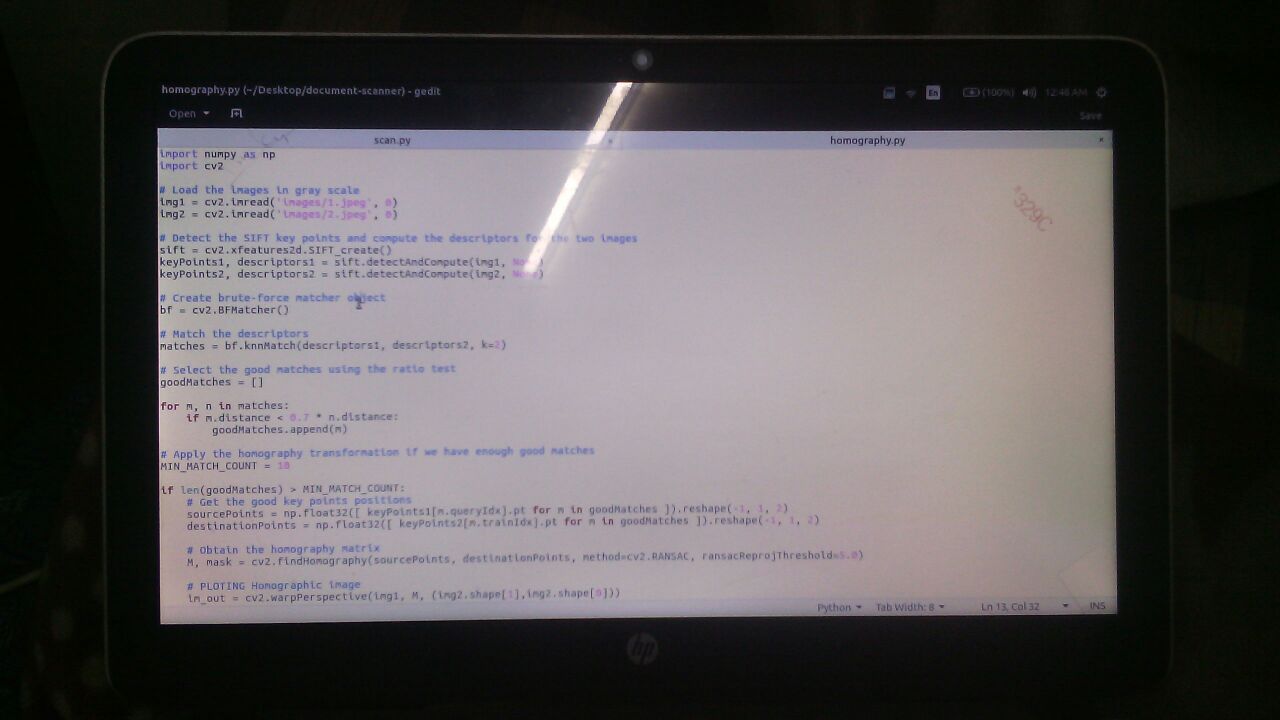 homography.py (~/Desktop/document-scanner) - gedit
En (100%) 12:48 AM
Open Save
scan.py × homography.py ×
import numpy as np
import cv2
# Load the images in gray scale
img1 = cv2.imread('images/1.jpeg', 0)
img2 = cv2.imread('images/2.jpeg', 0)
# Detect the SIFT key points and compute the descriptors for the two images
sift = cv2.xfeatures2d.SIFT_create()
keyPoints1, descriptors1 = sift.detectAndCompute(img1, None)
keyPoints2, descriptors2 = sift.detectAndCompute(img2, None)
# Create brute-force matcher object
bf = cv2.BFMatcher()
# Match the descriptors
matches = bf.knnMatch(descriptors1, descriptors2, k=2)
# Select the good matches using the ratio test
goodMatches = []
for m, n in matches:
if m.distance < 0.7 * n.distance:
goodMatches.append(m)
# Apply the homography transformation if we have enough good matches
MIN_MATCH_COUNT = 10
if len(goodMatches) > MIN_MATCH_COUNT:
# Get the good key points positions
sourcePoints = np.float32([ keyPoints1[m.queryIdx].pt for m in goodMatches ]).reshape(-1, 1, 2)
destinationPoints = np.float32([ keyPoints2[m.trainIdx].pt for m in goodMatches ]).reshape(-1, 1, 2)
# Obtain the homography matrix
M, mask = cv2.findHomography(sourcePoints, destinationPoints, method=cv2.RANSAC, ransacReprojThreshold=5.0)
# PLOTING Homographic image
im_out = cv2.warpPerspective(img1, M, (img2.shape[1],img2.shape[0]))
Python Tab Width: 8 Ln 13, Col 32 INS
hp